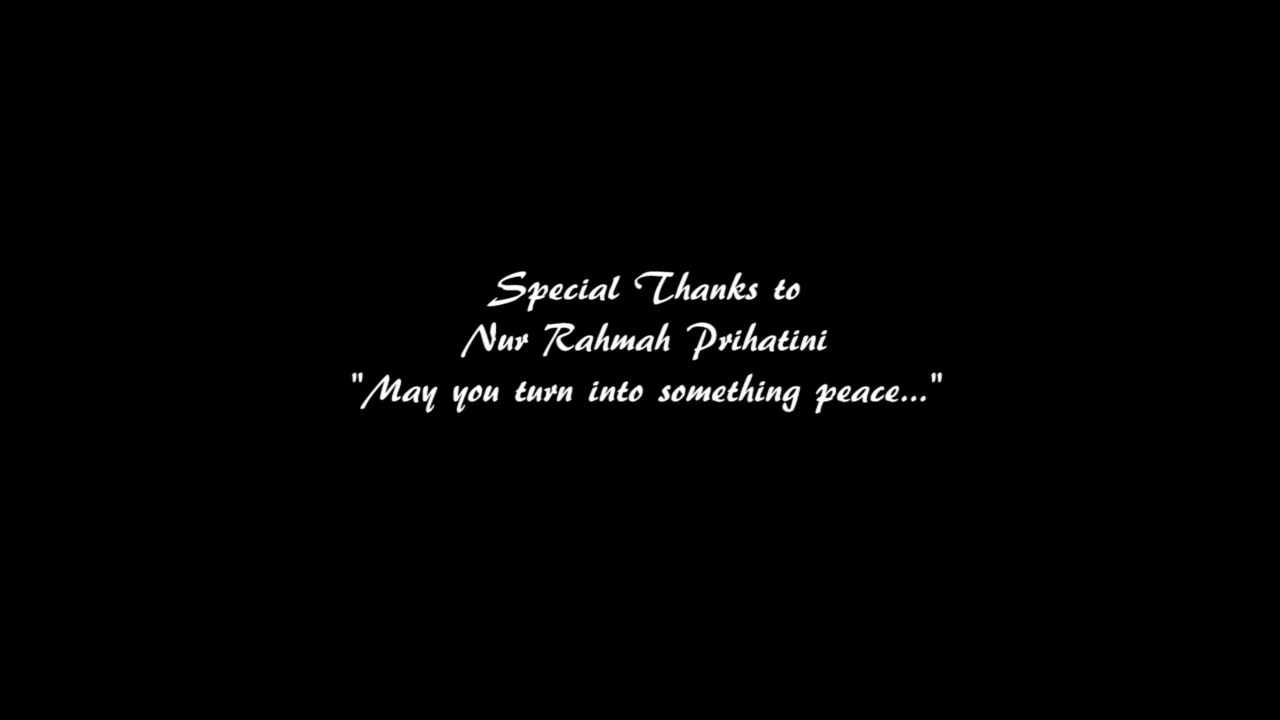 Special Thanks to
Nur Rahmah Prihatini
"May you turn into something peace..."